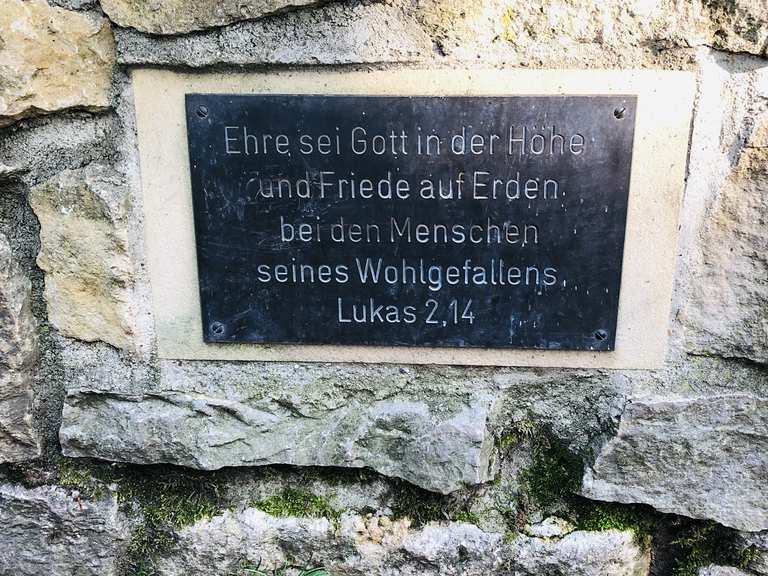 Ehre sei Gott in der Höhe
und Friede auf Erden
bei den Menschen
seines Wohlgefallens.
Lukas 2,14